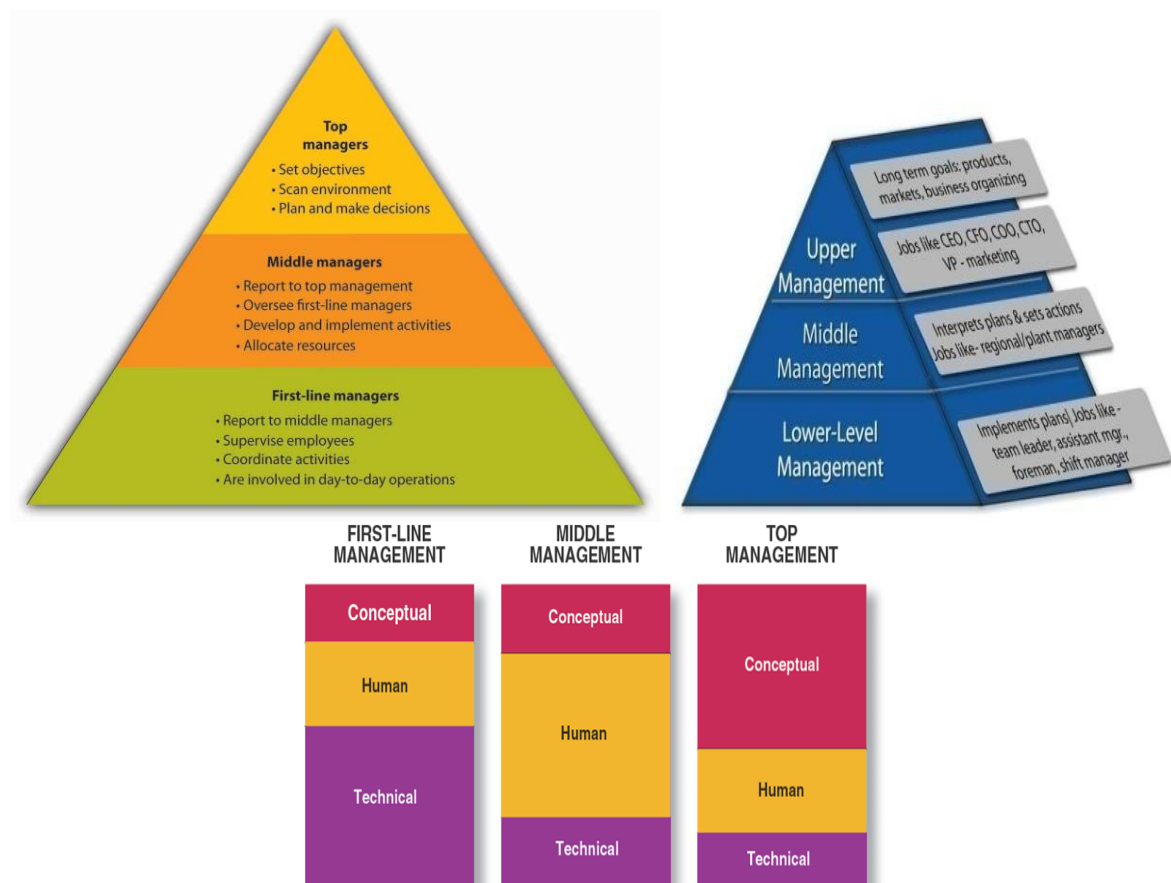 Top
managers
• Set objectives
• Scan environment
• Plan and make decisions
Middle managers
• Report to top management
• Oversee first-line managers
• Develop and implement activities
• Allocate resources
First-line managers
• Report to middle managers
• Supervise employees
• Coordinate activities
• Are involved in day-to-day operations
Upper
Management
Middle
Management
Lower-Level
Management
Long term goals: products,
markets, business organizing
Jobs like CEO, CFO, COO, CTO,
VP - marketing
Interprets plans & sets actions
Jobs like- regional/plant managers
Implements plans| Jobs like -
team leader, assistant mgr.,
foreman, shift manager
FIRST-LINE
MANAGEMENT
Conceptual
Human
Technical
MIDDLE
MANAGEMENT
Conceptual
Human
Technical
TOP
MANAGEMENT
Conceptual
Human
Technical